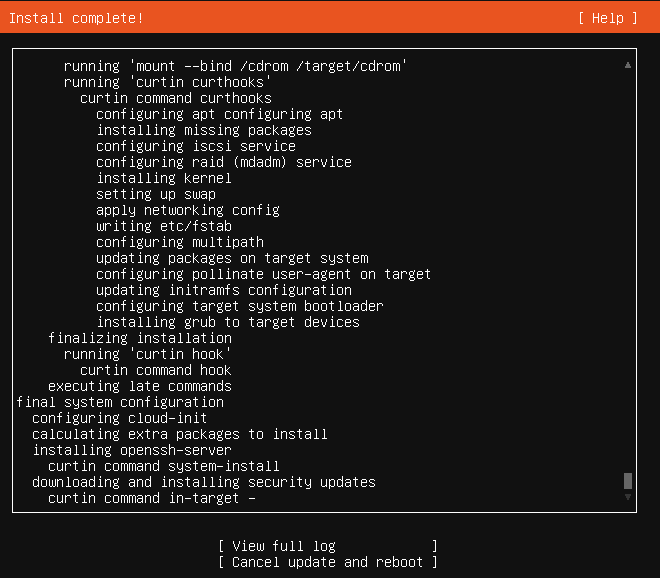 Install complete! [ Help ]
running 'mount --bind /cdrom /target/cdrom'
running 'curtin curthooks'
curtin command curthooks
configuring apt configuring apt
installing missing packages
configuring iscsi service
configuring raid (mdadm) service
installing kernel
setting up swap
apply networking config
writing etc/fstab
configuring multipath
updating packages on target system
configuring pollinate user-agent on target
updating initramfs configuration
configuring target system bootloader
installing grub to target devices
finalizing installation
running 'curtin hook'
curtin command hook
executing late commands
final system configuration
configuring cloud-init
calculating extra packages to install
installing openssh-server
curtin command system-install
downloading and installing security updates
curtin command in-target -
[ View full log ]
[ Cancel update and reboot ]